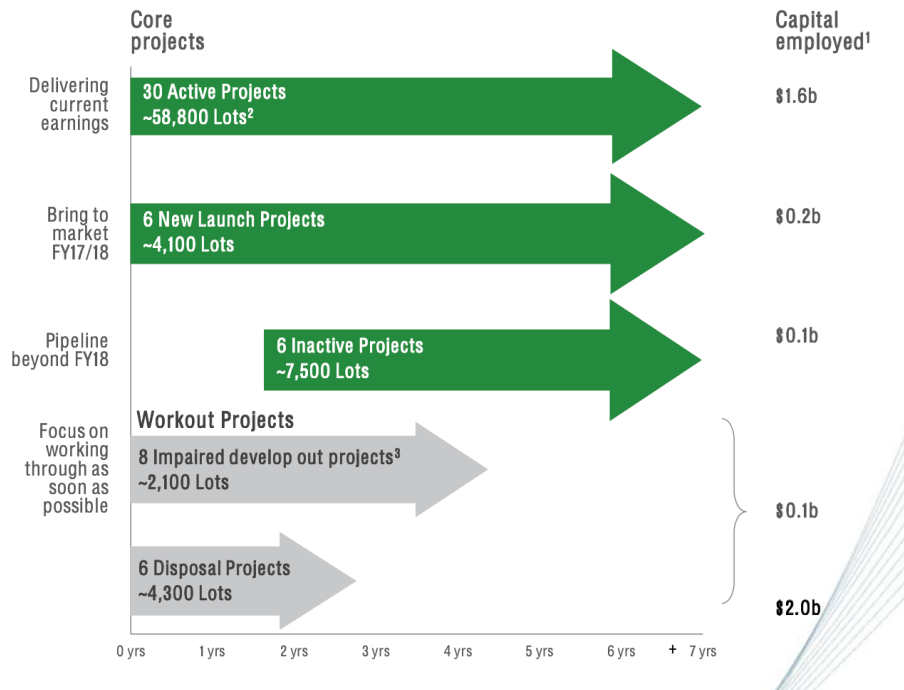 Core
projects
Capital
employed¹
Delivering
current
earnings
30 Active Projects
~58,800 Lots²
$1.6b
Bring to
market
FY17/18
6 New Launch Projects
~4,100 Lots
$0.2b
Pipeline
beyond FY18
6 Inactive Projects
~7,500 Lots
$0.1b
Workout Projects
Focus on
working
through as
soon as
possible
8 Impaired develop out projects³
~2,100 Lots
$0.1b
6 Disposal Projects
~4,300 Lots
$2.0b
0 yrs 1 yrs 2 yrs 3 yrs 4 yrs 5 yrs 6 yrs + 7 yrs